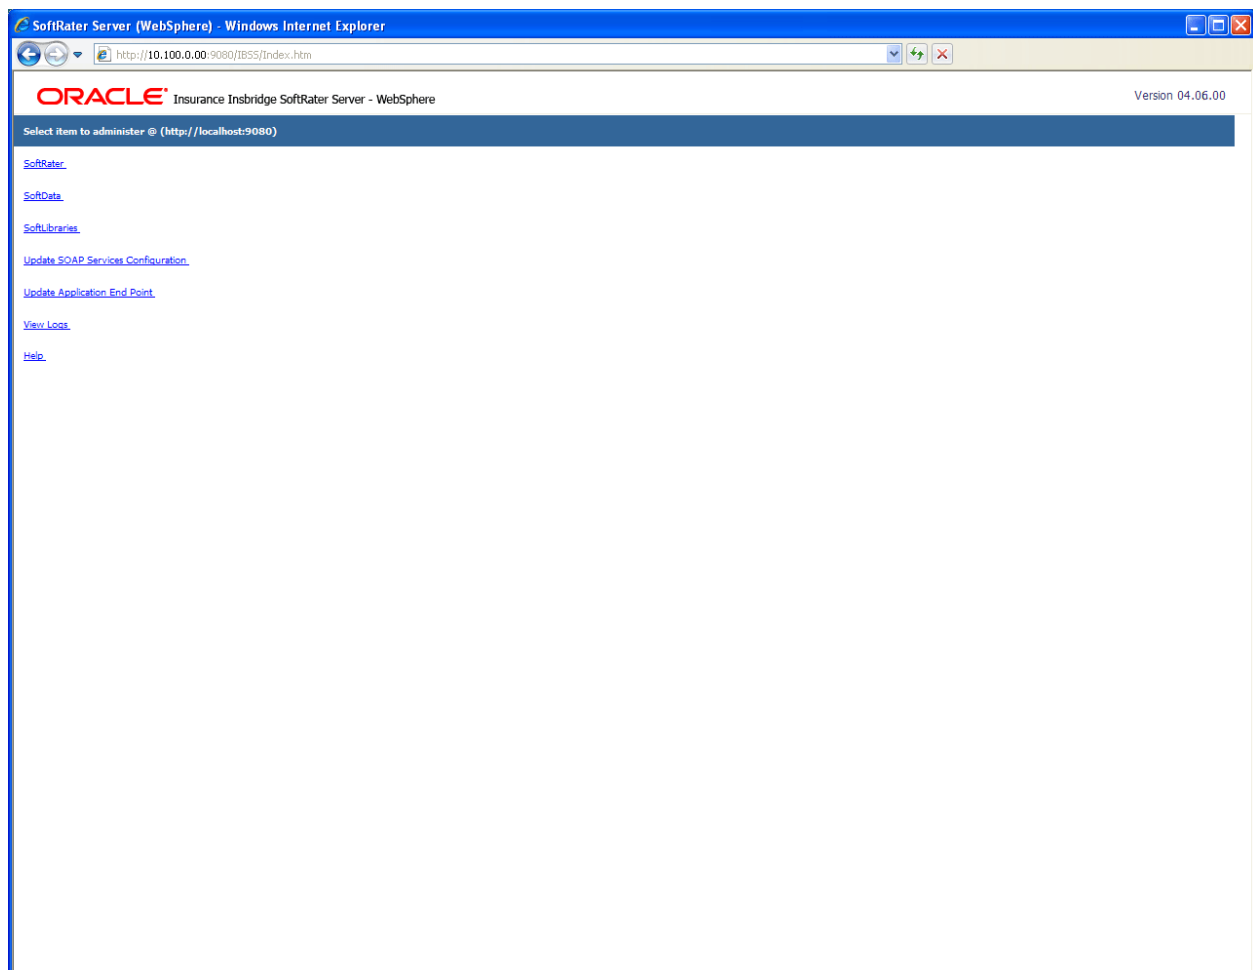 SoftRater Server (WebSphere) - Windows Internet Explorer
http://10.100.0.00:9080/IBSS/Index.htm
ORACLE® Insurance Insbridge SoftRater Server - WebSphere
Version 04.06.00
Select item to administer @ (http://localhost:9080)
SoftRater
SoftData
SoftLibraries
Update SOAP Services Configuration
Update Application End Point
View Logs
Help